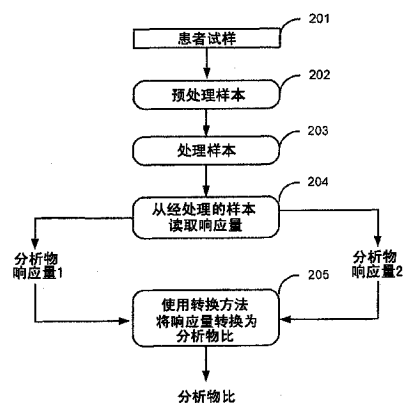 201
患者试样
202
预处理样本
203
处理样本
204
从经处理的样本
读取响应量
分析物
响应量1
分析物
响应量2
205
使用转换方法
将响应量转换为
分析物比
分析物比